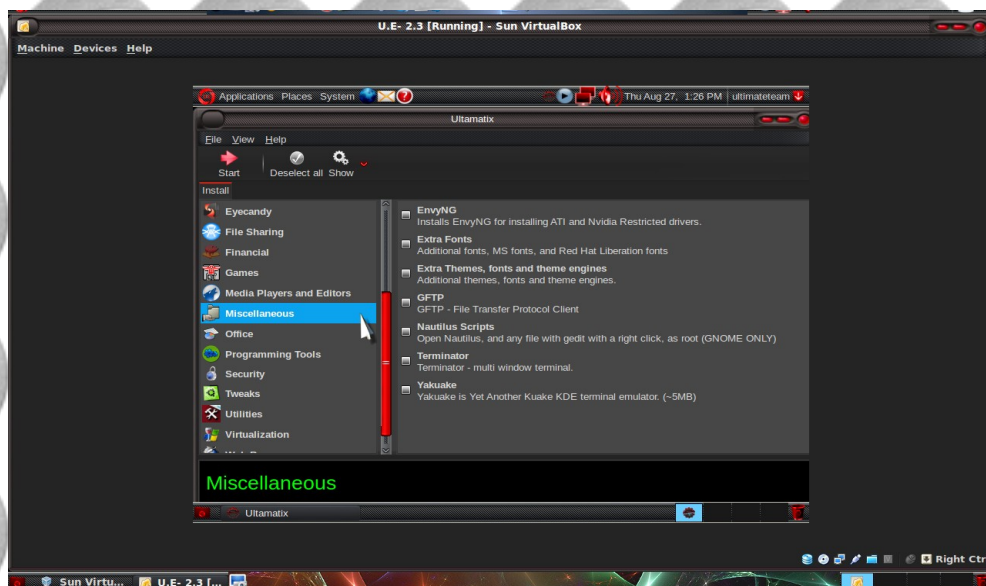 U.E- 2.3 [Running] - Sun VirtualBox
Machine Devices Help
Applications Places System Thu Aug 27, 1:26 PM ultimateteam
Ultamatix
File View Help
Start Deselect all Show
Install
Eyecandy
File Sharing
Financial
Games
Media Players and Editors
Miscellaneous
Office
Programming Tools
Security
Tweaks
Utilities
Virtualization
EnvyNG
Installs EnvyNG for installing ATI and Nvidia Restricted drivers.
Extra Fonts
Additional fonts, MS fonts, and Red Hat Liberation fonts
Extra Themes, fonts and theme engines
Additional themes, fonts and theme engines.
GFTP
GFTP - File Transfer Protocol Client
Nautilus Scripts
Open Nautilus, and any file with gedit with a right click, as root (GNOME ONLY)
Terminator
Terminator - multi window terminal.
Yakuake
Yakuake is Yet Another Kuake KDE terminal emulator. (~5MB)
Miscellaneous
Ultamatix
Right Ctr
Sun Virtu... U.E- 2.3 [...